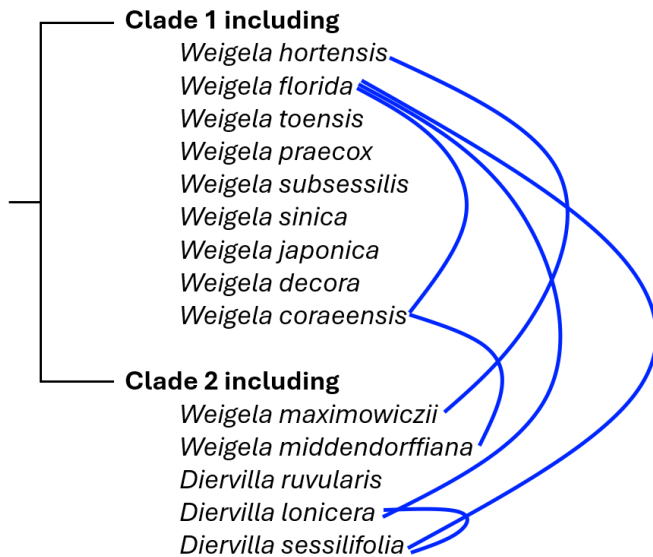 Clade 1 including
Weigela hortensis
Weigela florida
Weigela toensis
Weigela praecox
Weigela subsessilis
Weigela sinica
Weigela japonica
Weigela decora
Weigela coraeensis
Clade 2 including
Weigela maximowiczii
Weigela middendorffiana
Diervilla ruvularis
Diervilla lonicera
Diervilla sessilifolia